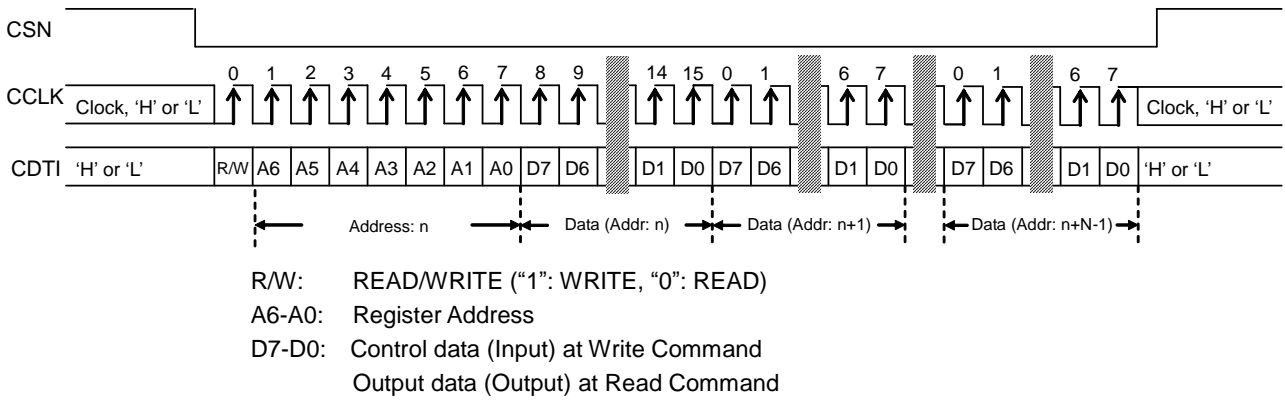 CSN
0 1 2 3 4 5 6 7 8 9 14 15 0 1 6 7 0 1 6 7
CCLK Clock, 'H' or 'L' Clock, 'H' or 'L'
CDTI 'H' or 'L' R/W A6 A5 A4 A3 A2 A1 A0 D7 D6 D1 D0 D7 D6 D1 D0 D7 D6 D1 D0 'H' or 'L'
Address: n Data (Addr: n) Data (Addr: n+1) Data (Addr: n+N-1)
R/W: READ/WRITE (“1”: WRITE, “0”: READ)
A6-A0: Register Address
D7-D0: Control data (Input) at Write Command
Output data (Output) at Read Command